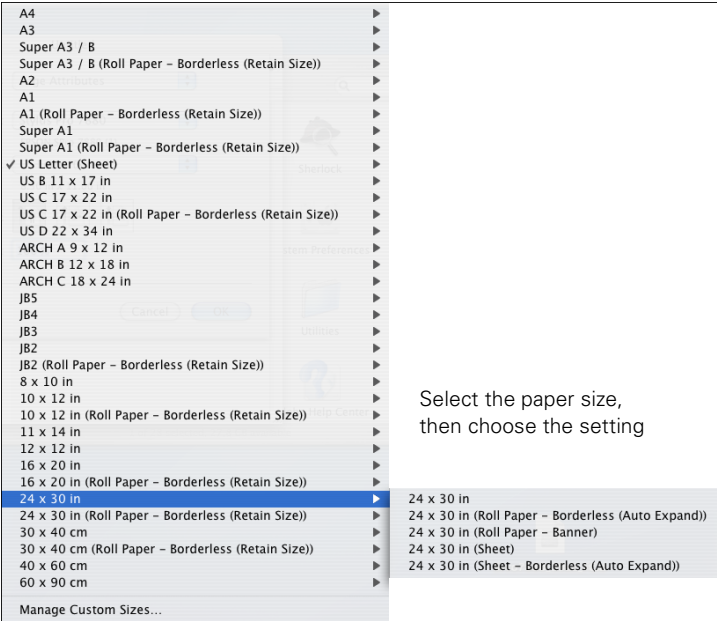 A4
A3
Super A3 / B
Super A3 / B (Roll Paper – Borderless (Retain Size))
A2
A1
A1 (Roll Paper – Borderless (Retain Size))
Super A1
Super A1 (Roll Paper – Borderless (Retain Size))
✓ US Letter (Sheet)
US B 11 x 17 in
US C 17 x 22 in
US C 17 x 22 in (Roll Paper – Borderless (Retain Size))
US D 22 x 34 in
ARCH A 9 x 12 in
ARCH B 12 x 18 in
ARCH C 18 x 24 in
JB5
JB4
JB3
JB2
JB2 (Roll Paper – Borderless (Retain Size))
8 x 10 in
10 x 12 in
10 x 12 in (Roll Paper – Borderless (Retain Size))
11 x 14 in
12 x 12 in
16 x 20 in
16 x 20 in (Roll Paper – Borderless (Retain Size))
24 x 30 in
24 x 30 in (Roll Paper – Borderless (Retain Size))
30 x 40 cm
30 x 40 cm (Roll Paper – Borderless (Retain Size))
40 x 60 cm
60 x 90 cm
Manage Custom Sizes...
Attributes
Sherlock
Preferences
Cancel
OK
Utilities
Help Center
Select the paper size,
then choose the setting
24 x 30 in
24 x 30 in (Roll Paper – Borderless (Auto Expand))
24 x 30 in (Roll Paper – Banner)
24 x 30 in (Sheet)
24 x 30 in (Sheet – Borderless (Auto Expand))